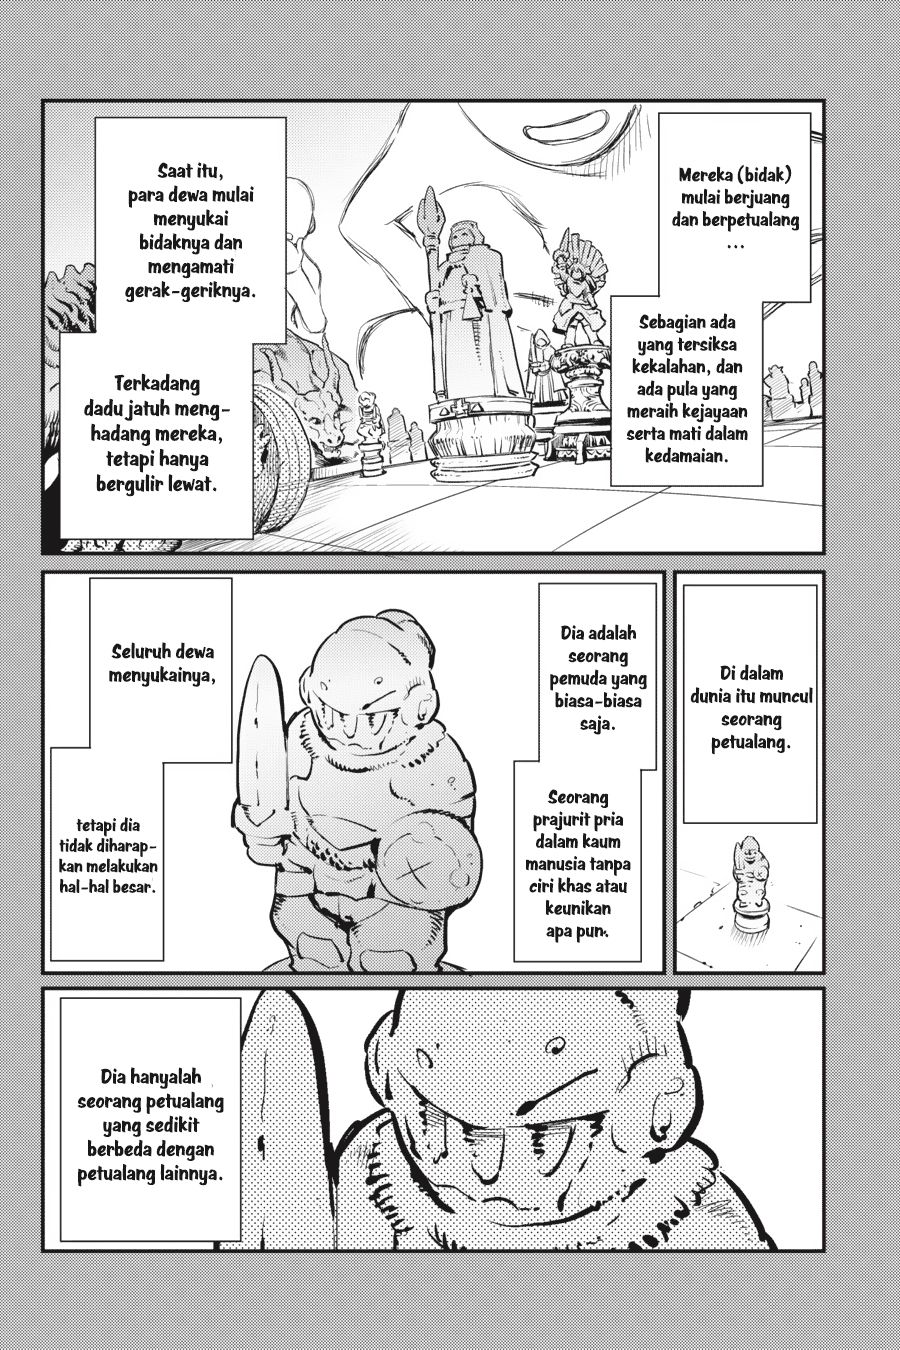 Mereka (bidak)
mulai berjuang
dan berpetualang
...
Sebagian ada
yang tersiksa
kekalahan, dan
ada pula yang
meraih kejayaan
serta mati dalam
kedamaian.
Saat itu,
para dewa mulai
menyukai
bidaknya dan
mengamati
gerak-geriknya.
Terkadang
dadu jatuh meng-
hadang mereka,
tetapi hanya
bergulir lewat.
Di dalam
dunia itu muncul
seorang
petualang.
Dia adalah
seorang
pemuda yang
biasa-biasa
saja.
Seorang
prajurit pria
dalam kaum
manusia tanpa
ciri khas atau
keunikan
apa pun.
Seluruh dewa
menyukainya,
tetapi dia
tidak diharap-
kan melakukan
hal-hal besar.
Dia hanyalah
seorang petualang
yang sedikit
berbeda dengan
petualang lainnya.